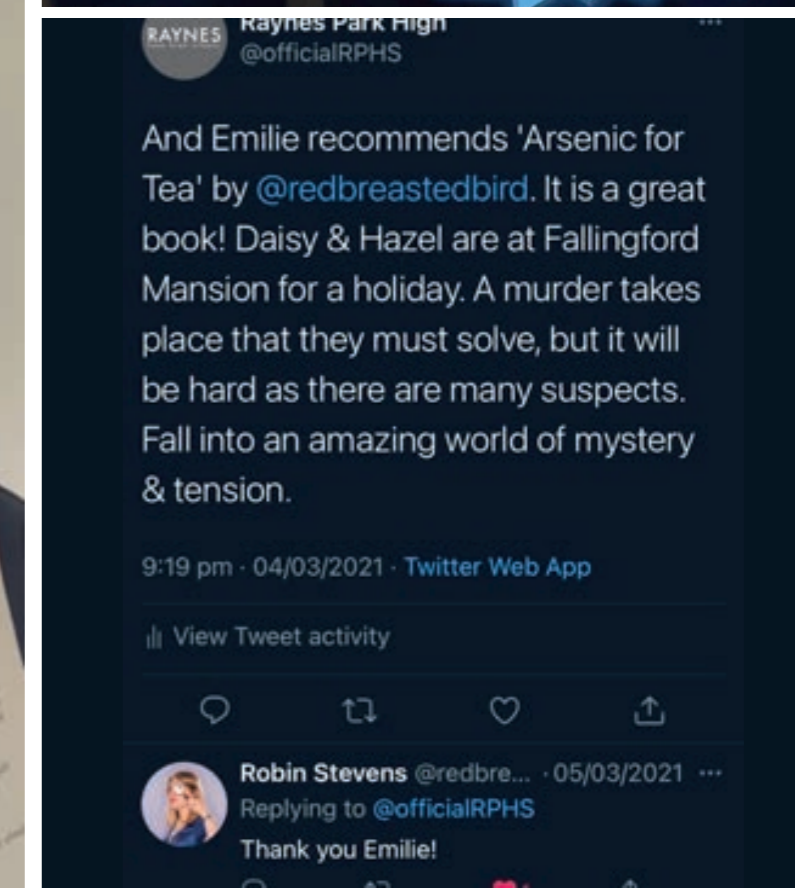 RAYNES
Raynes Park High
@officialRPHS
And Emilie recommends 'Arsenic for
Tea' by @redbreastedbird. It is a great
book! Daisy & Hazel are at Fallingford
Mansion for a holiday. A murder takes
place that they must solve, but it will
be hard as there are many suspects.
Fall into an amazing world of mystery
& tension.
9:19 pm · 04/03/2021 · Twitter Web App
View Tweet activity
Robin Stevens @redbre... · 05/03/2021
Replying to @officialRPHS
Thank you Emilie!